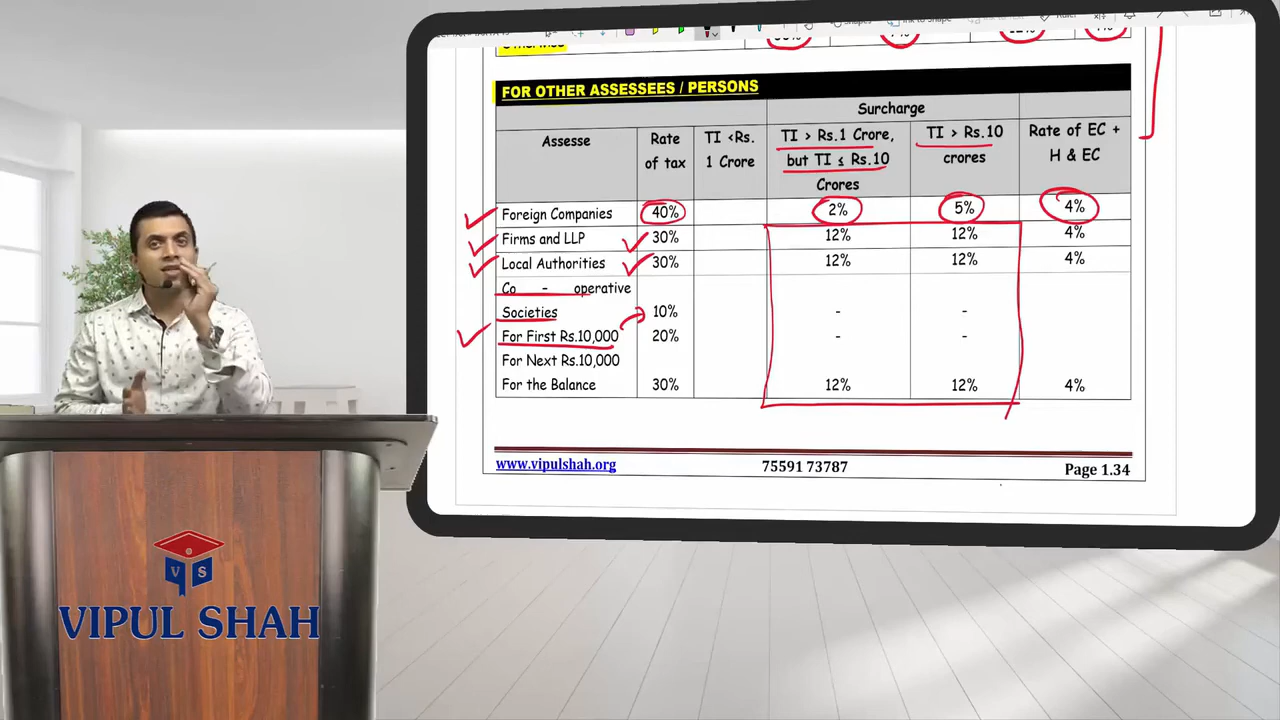 Otherwise
FOR OTHER ASSESSEES / PERSONS
Surcharge
Assesse Rate of tax TI <Rs. 1 Crore TI > Rs.1 Crore, but TI ≤ Rs.10 Crores TI > Rs.10 crores Rate of EC + H & EC
Foreign Companies 40% 2% 5% 4%
Firms and LLP 30% 12% 12% 4%
Local Authorities 30% 12% 12% 4%
Co - operative
Societies 10% - -
For First Rs.10,000 20% - -
For Next Rs.10,000
For the Balance 30% 12% 12% 4%
www.vipulshah.org 75591 73787 Page 1.34
V S
VIPUL SHAH